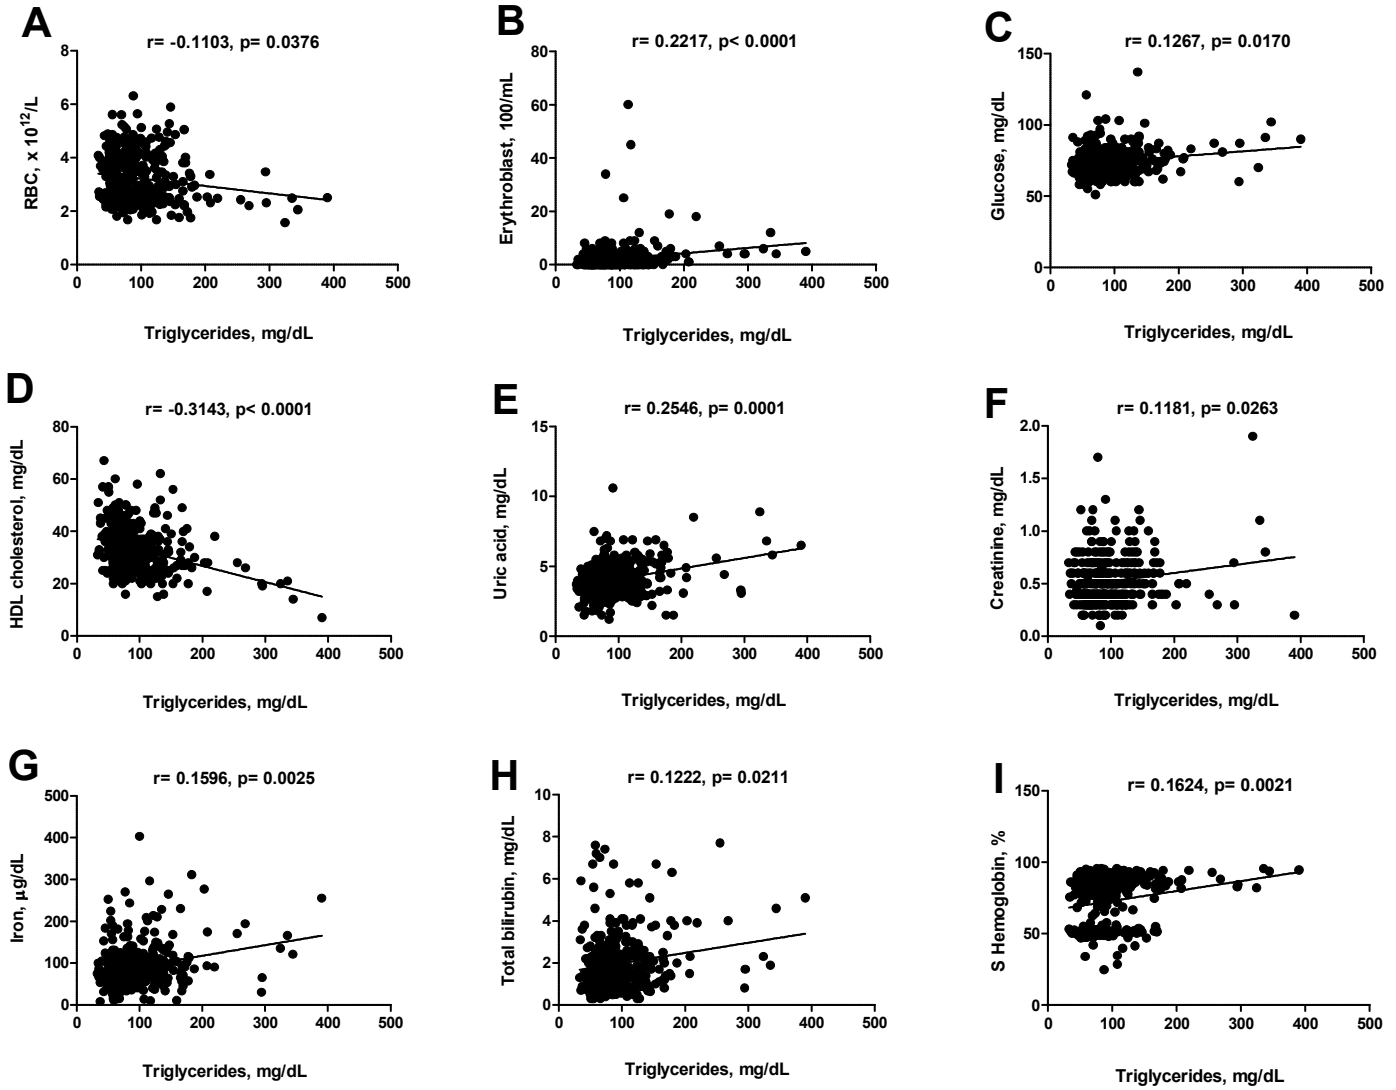 A
r= -0.1103, p= 0.0376
RBC, x 10¹²/L
8
6
4
2
0
0 100 200 300 400 500
Triglycerides, mg/dL
B
r= 0.2217, p< 0.0001
Erythroblast, 100/mL
80
60
40
20
0
0 100 200 300 400 500
Triglycerides, mg/dL
C
r= 0.1267, p= 0.0170
Glucose, mg/dL
150
100
50
0
0 100 200 300 400 500
Triglycerides, mg/dL
D
r= -0.3143, p< 0.0001
HDL cholesterol, mg/dL
80
60
40
20
0
0 100 200 300 400 500
Triglycerides, mg/dL
E
r= 0.2546, p= 0.0001
Uric acid, mg/dL
15
10
5
0
0 100 200 300 400 500
Triglycerides, mg/dL
F
r= 0.1181, p= 0.0263
Creatinine, mg/dL
2.0
1.5
1.0
0.5
0.0
0 100 200 300 400 500
Triglycerides, mg/dL
G
r= 0.1596, p= 0.0025
Iron, µg/dL
500
400
300
200
100
0
0 100 200 300 400 500
Triglycerides, mg/dL
H
r= 0.1222, p= 0.0211
Total bilirubin, mg/dL
10
8
6
4
2
0
0 100 200 300 400 500
Triglycerides, mg/dL
I
r= 0.1624, p= 0.0021
S Hemoglobin, %
150
100
50
0
0 100 200 300 400 500
Triglycerides, mg/dL